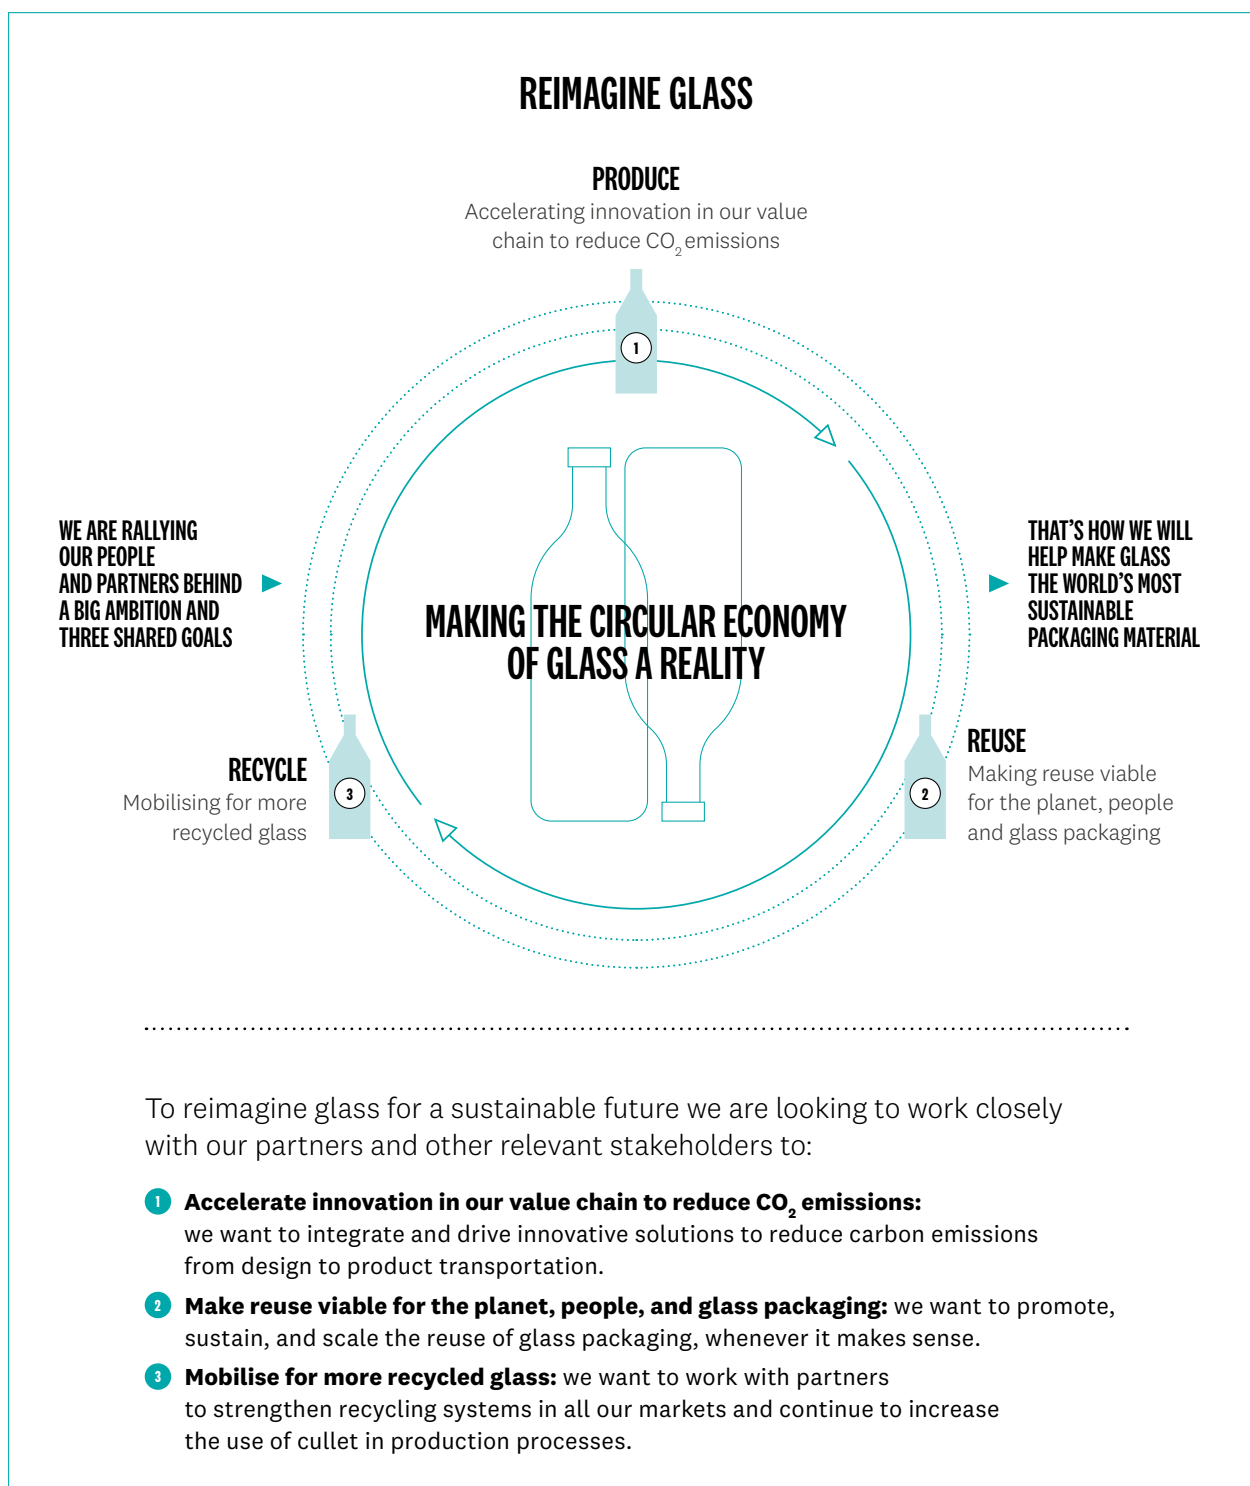 REIMAGINE GLASS
PRODUCE
Accelerating innovation in our value
chain to reduce CO₂ emissions
1
WE ARE RALLYING
OUR PEOPLE
AND PARTNERS BEHIND
A BIG AMBITION AND
THREE SHARED GOALS
MAKING THE CIRCULAR ECONOMY
OF GLASS A REALITY
THAT'S HOW WE WILL
HELP MAKE GLASS
THE WORLD'S MOST
SUSTAINABLE
PACKAGING MATERIAL
REUSE
Making reuse viable
for the planet, people
and glass packaging
2
RECYCLE
Mobilising for more
recycled glass
3
To reimagine glass for a sustainable future we are looking to work closely
with our partners and other relevant stakeholders to:
1 Accelerate innovation in our value chain to reduce CO₂ emissions:
we want to integrate and drive innovative solutions to reduce carbon emissions
from design to product transportation.
2 Make reuse viable for the planet, people, and glass packaging: we want to promote,
sustain, and scale the reuse of glass packaging, whenever it makes sense.
3 Mobilise for more recycled glass: we want to work with partners
to strengthen recycling systems in all our markets and continue to increase
the use of cullet in production processes.